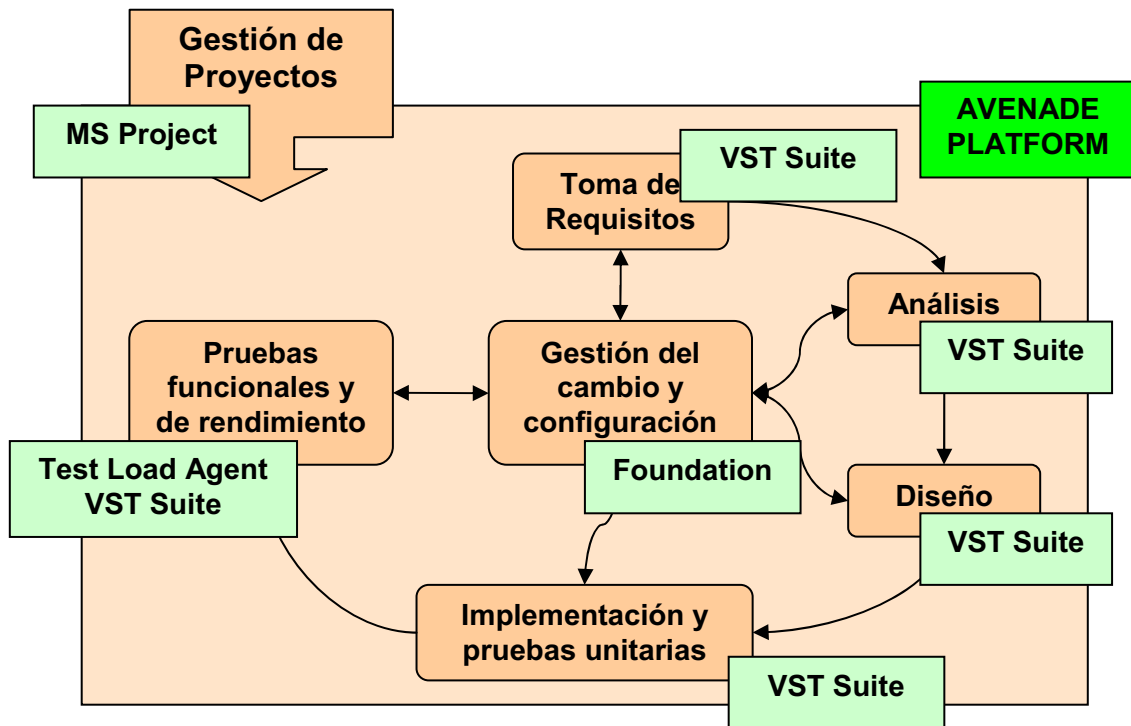 Gestión de
Proyectos
MS Project
AVENADE
PLATFORM
VST Suite
Toma de
Requisitos
Análisis
VST Suite
Pruebas
funcionales y
de rendimiento
Gestión del
cambio y
configuración
Test Load Agent
VST Suite
Foundation
Diseño
VST Suite
Implementación y
pruebas unitarias
VST Suite